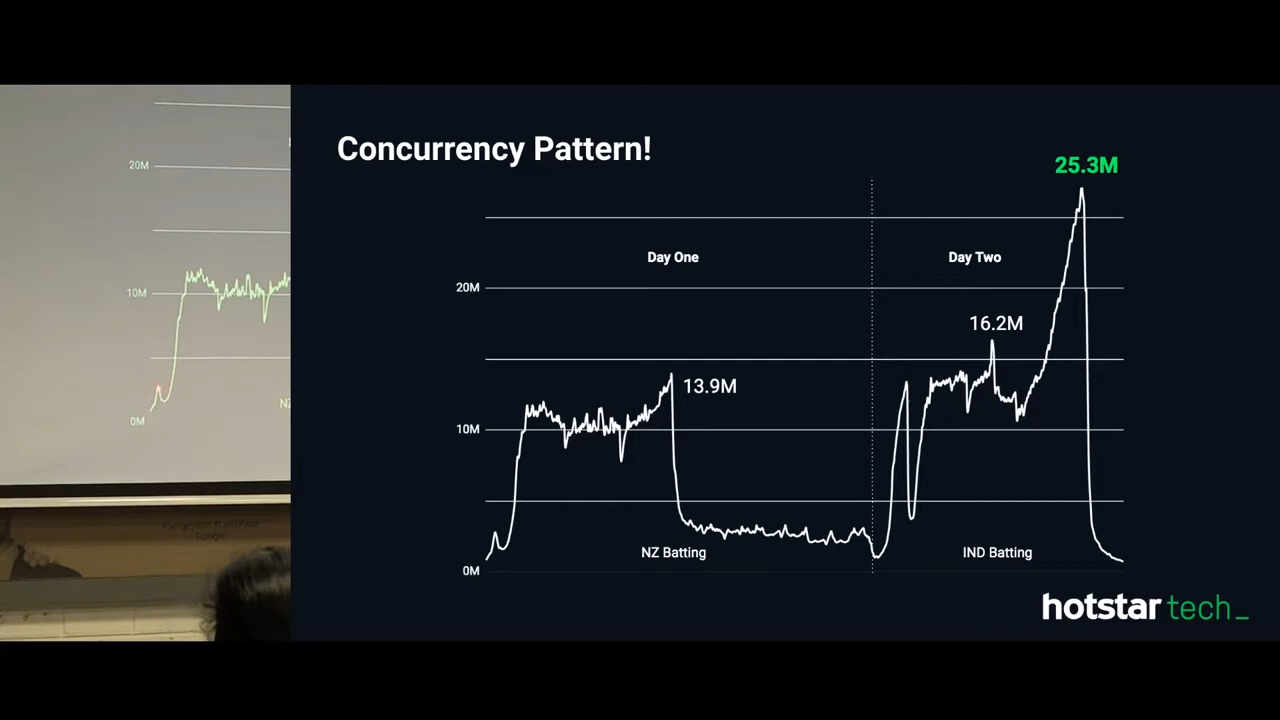 Concurrency Pattern!
25.3M
Day One
Day Two
20M
16.2M
13.9M
10M
NZ Batting
IND Batting
0M
hotstar tech_
20M
10M
0M
NZ